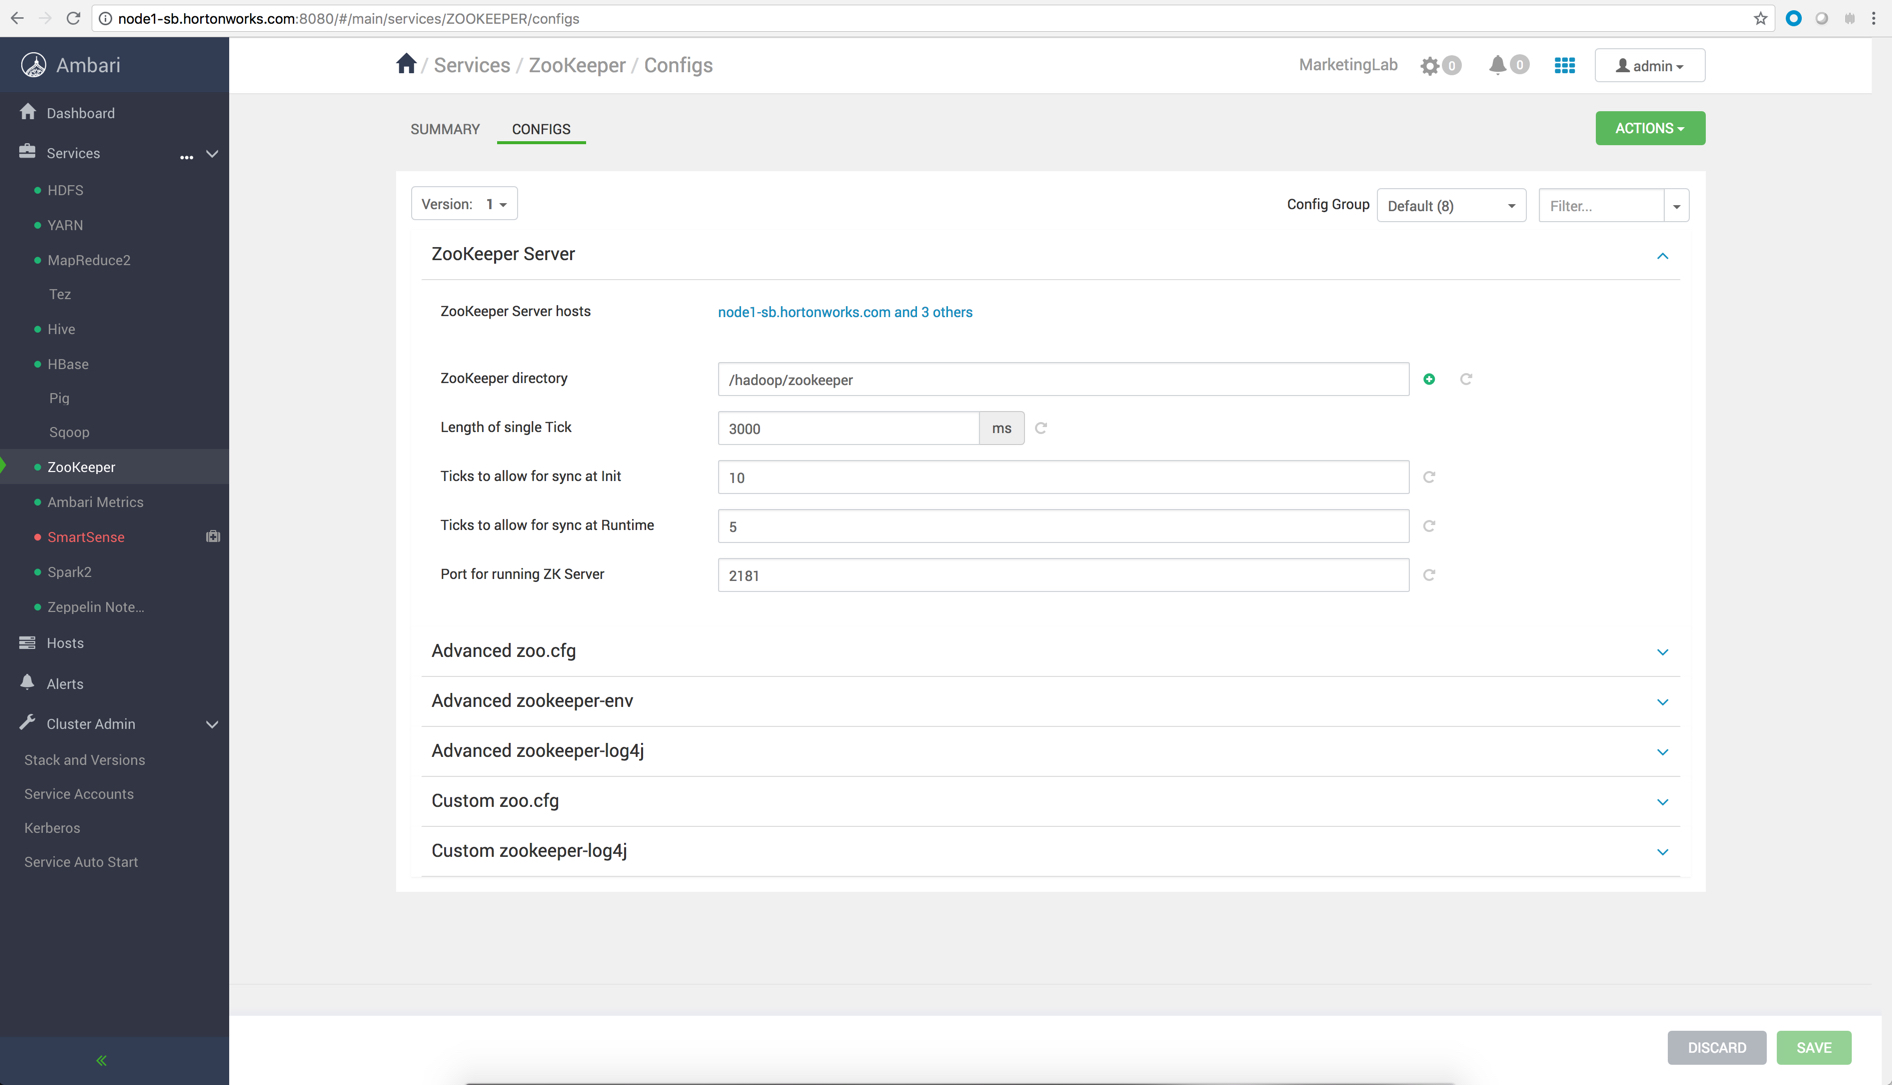 node1-sb.hortonworks.com:8080/#/main/services/ZOOKEEPER/configs
Ambari
/ Services / ZooKeeper / Configs
MarketingLab
0
0
admin
Dashboard
Services
...
HDFS
YARN
MapReduce2
Tez
Hive
HBase
Pig
Sqoop
ZooKeeper
Ambari Metrics
SmartSense
Spark2
Zeppelin Note...
Hosts
Alerts
Cluster Admin
Stack and Versions
Service Accounts
Kerberos
Service Auto Start
SUMMARY
CONFIGS
ACTIONS
Version: 1
Config Group
Default (8)
Filter...
ZooKeeper Server
ZooKeeper Server hosts
node1-sb.hortonworks.com and 3 others
ZooKeeper directory
/hadoop/zookeeper
Length of single Tick
3000
ms
Ticks to allow for sync at Init
10
Ticks to allow for sync at Runtime
5
Port for running ZK Server
2181
Advanced zoo.cfg
Advanced zookeeper-env
Advanced zookeeper-log4j
Custom zoo.cfg
Custom zookeeper-log4j
DISCARD
SAVE